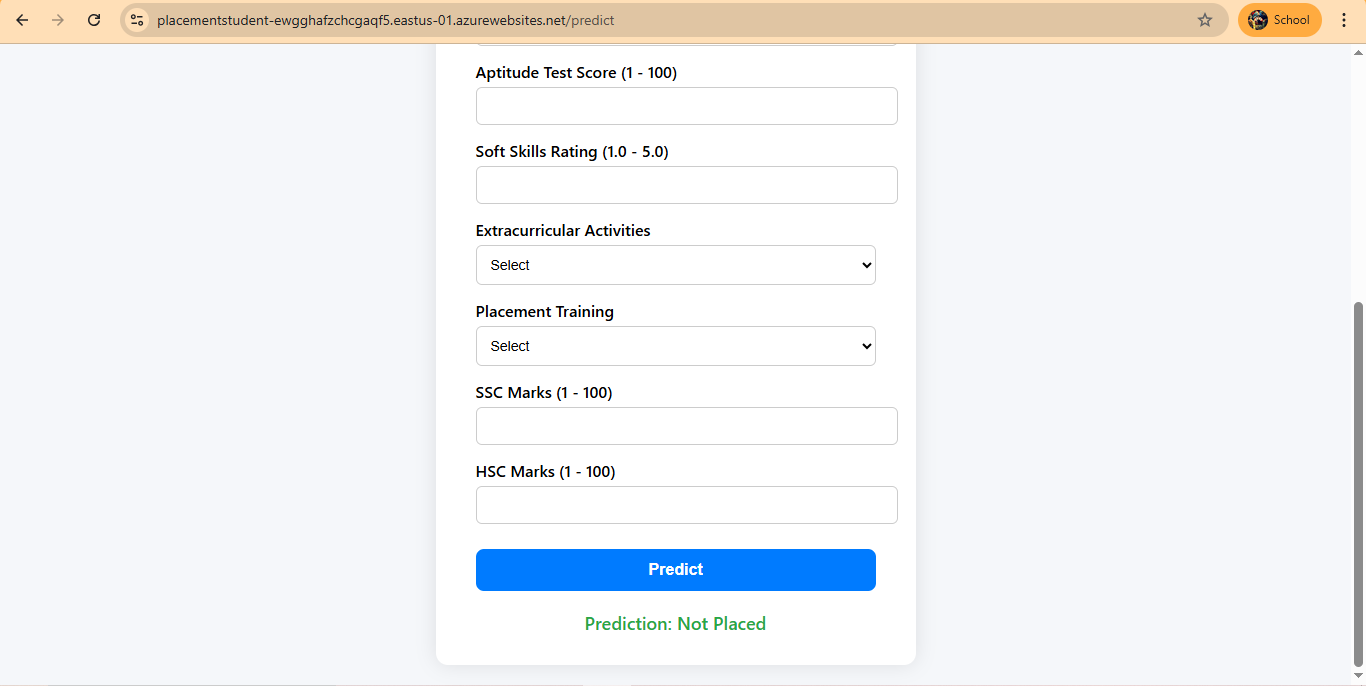 placementstudent-ewgghafzchcgaqf5.eastus-01.azurewebsites.net/predict
School
Aptitude Test Score (1 - 100)
Soft Skills Rating (1.0 - 5.0)
Extracurricular Activities
Select
Placement Training
Select
SSC Marks (1 - 100)
HSC Marks (1 - 100)
Predict
Prediction: Not Placed